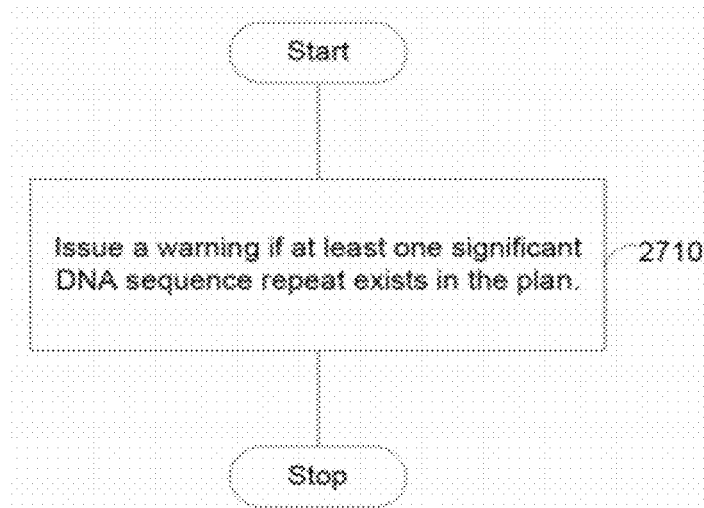 Start
Issue a warning if at least one significant
DNA sequence repeat exists in the plan.
2710
Stop